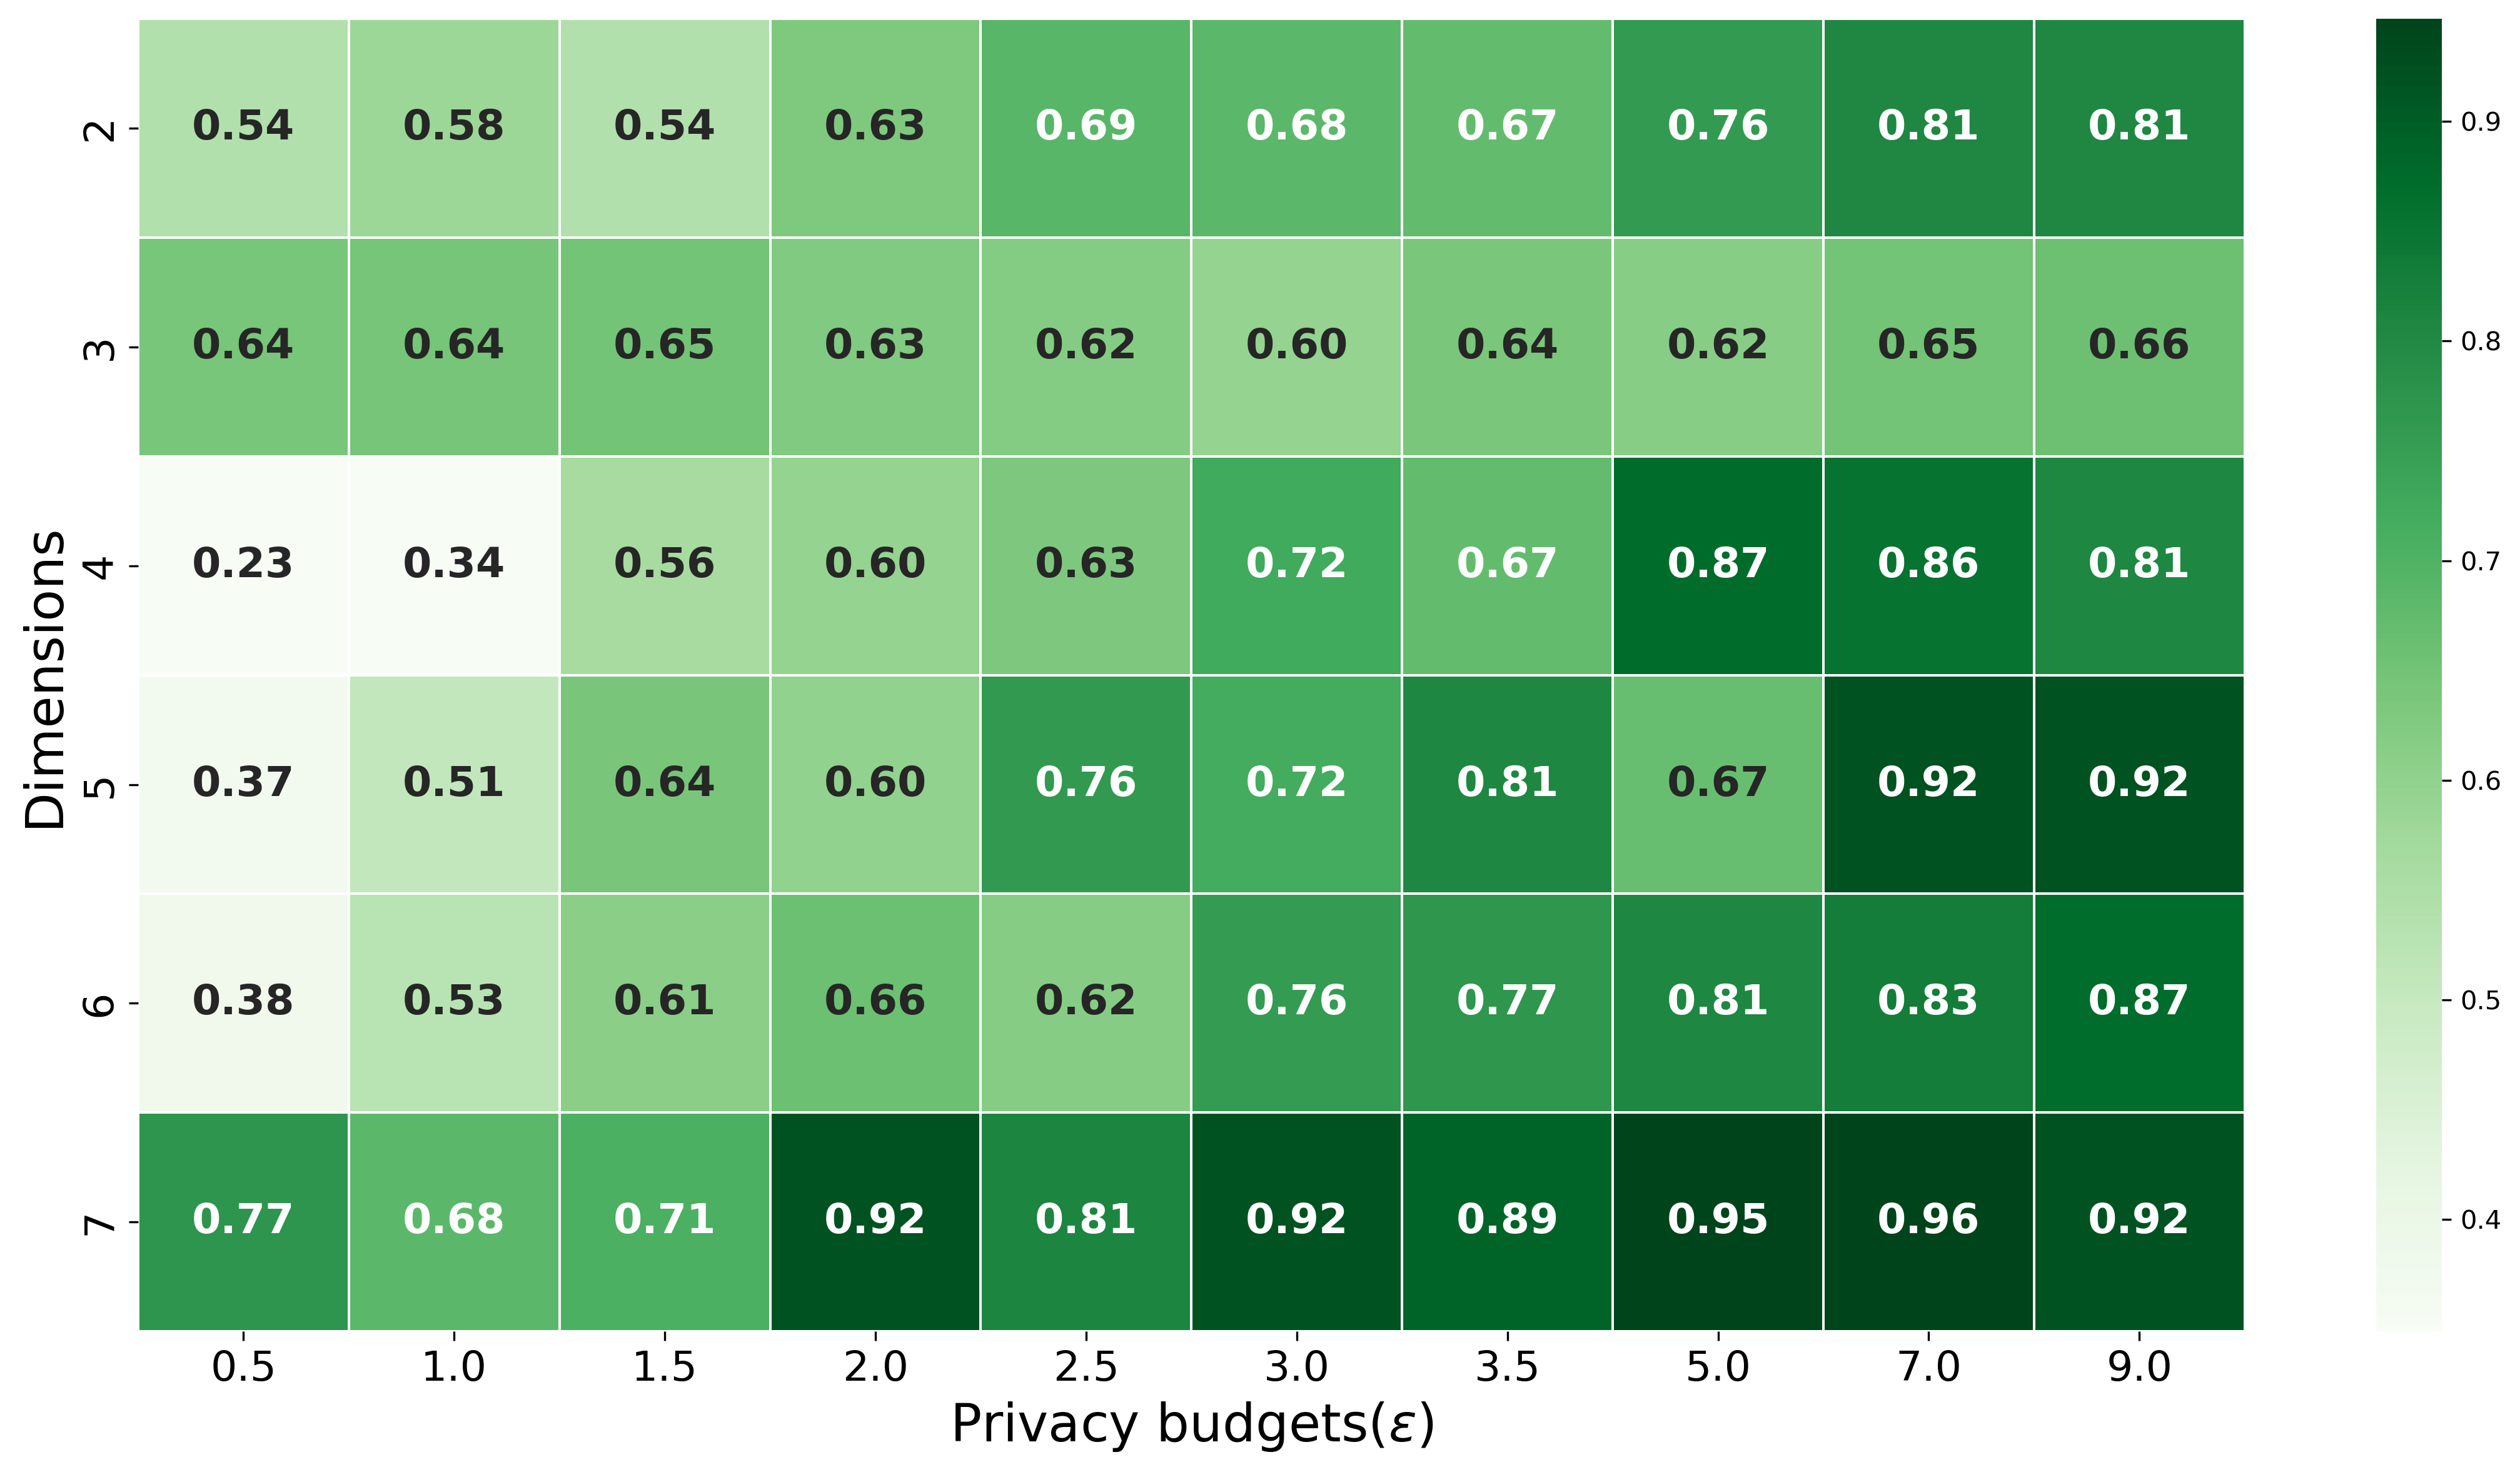 2 0.54 0.58 0.54 0.63 0.69 0.68 0.67 0.76 0.81 0.81
3 0.64 0.64 0.65 0.63 0.62 0.60 0.64 0.62 0.65 0.66
4 0.23 0.34 0.56 0.60 0.63 0.72 0.67 0.87 0.86 0.81
5 0.37 0.51 0.64 0.60 0.76 0.72 0.81 0.67 0.92 0.92
6 0.38 0.53 0.61 0.66 0.62 0.76 0.77 0.81 0.83 0.87
7 0.77 0.68 0.71 0.92 0.81 0.92 0.89 0.95 0.96 0.92
0.5 1.0 1.5 2.0 2.5 3.0 3.5 5.0 7.0 9.0
Privacy budgets(ε)
Dimensions
0.9
0.8
0.7
0.6
0.5
0.4